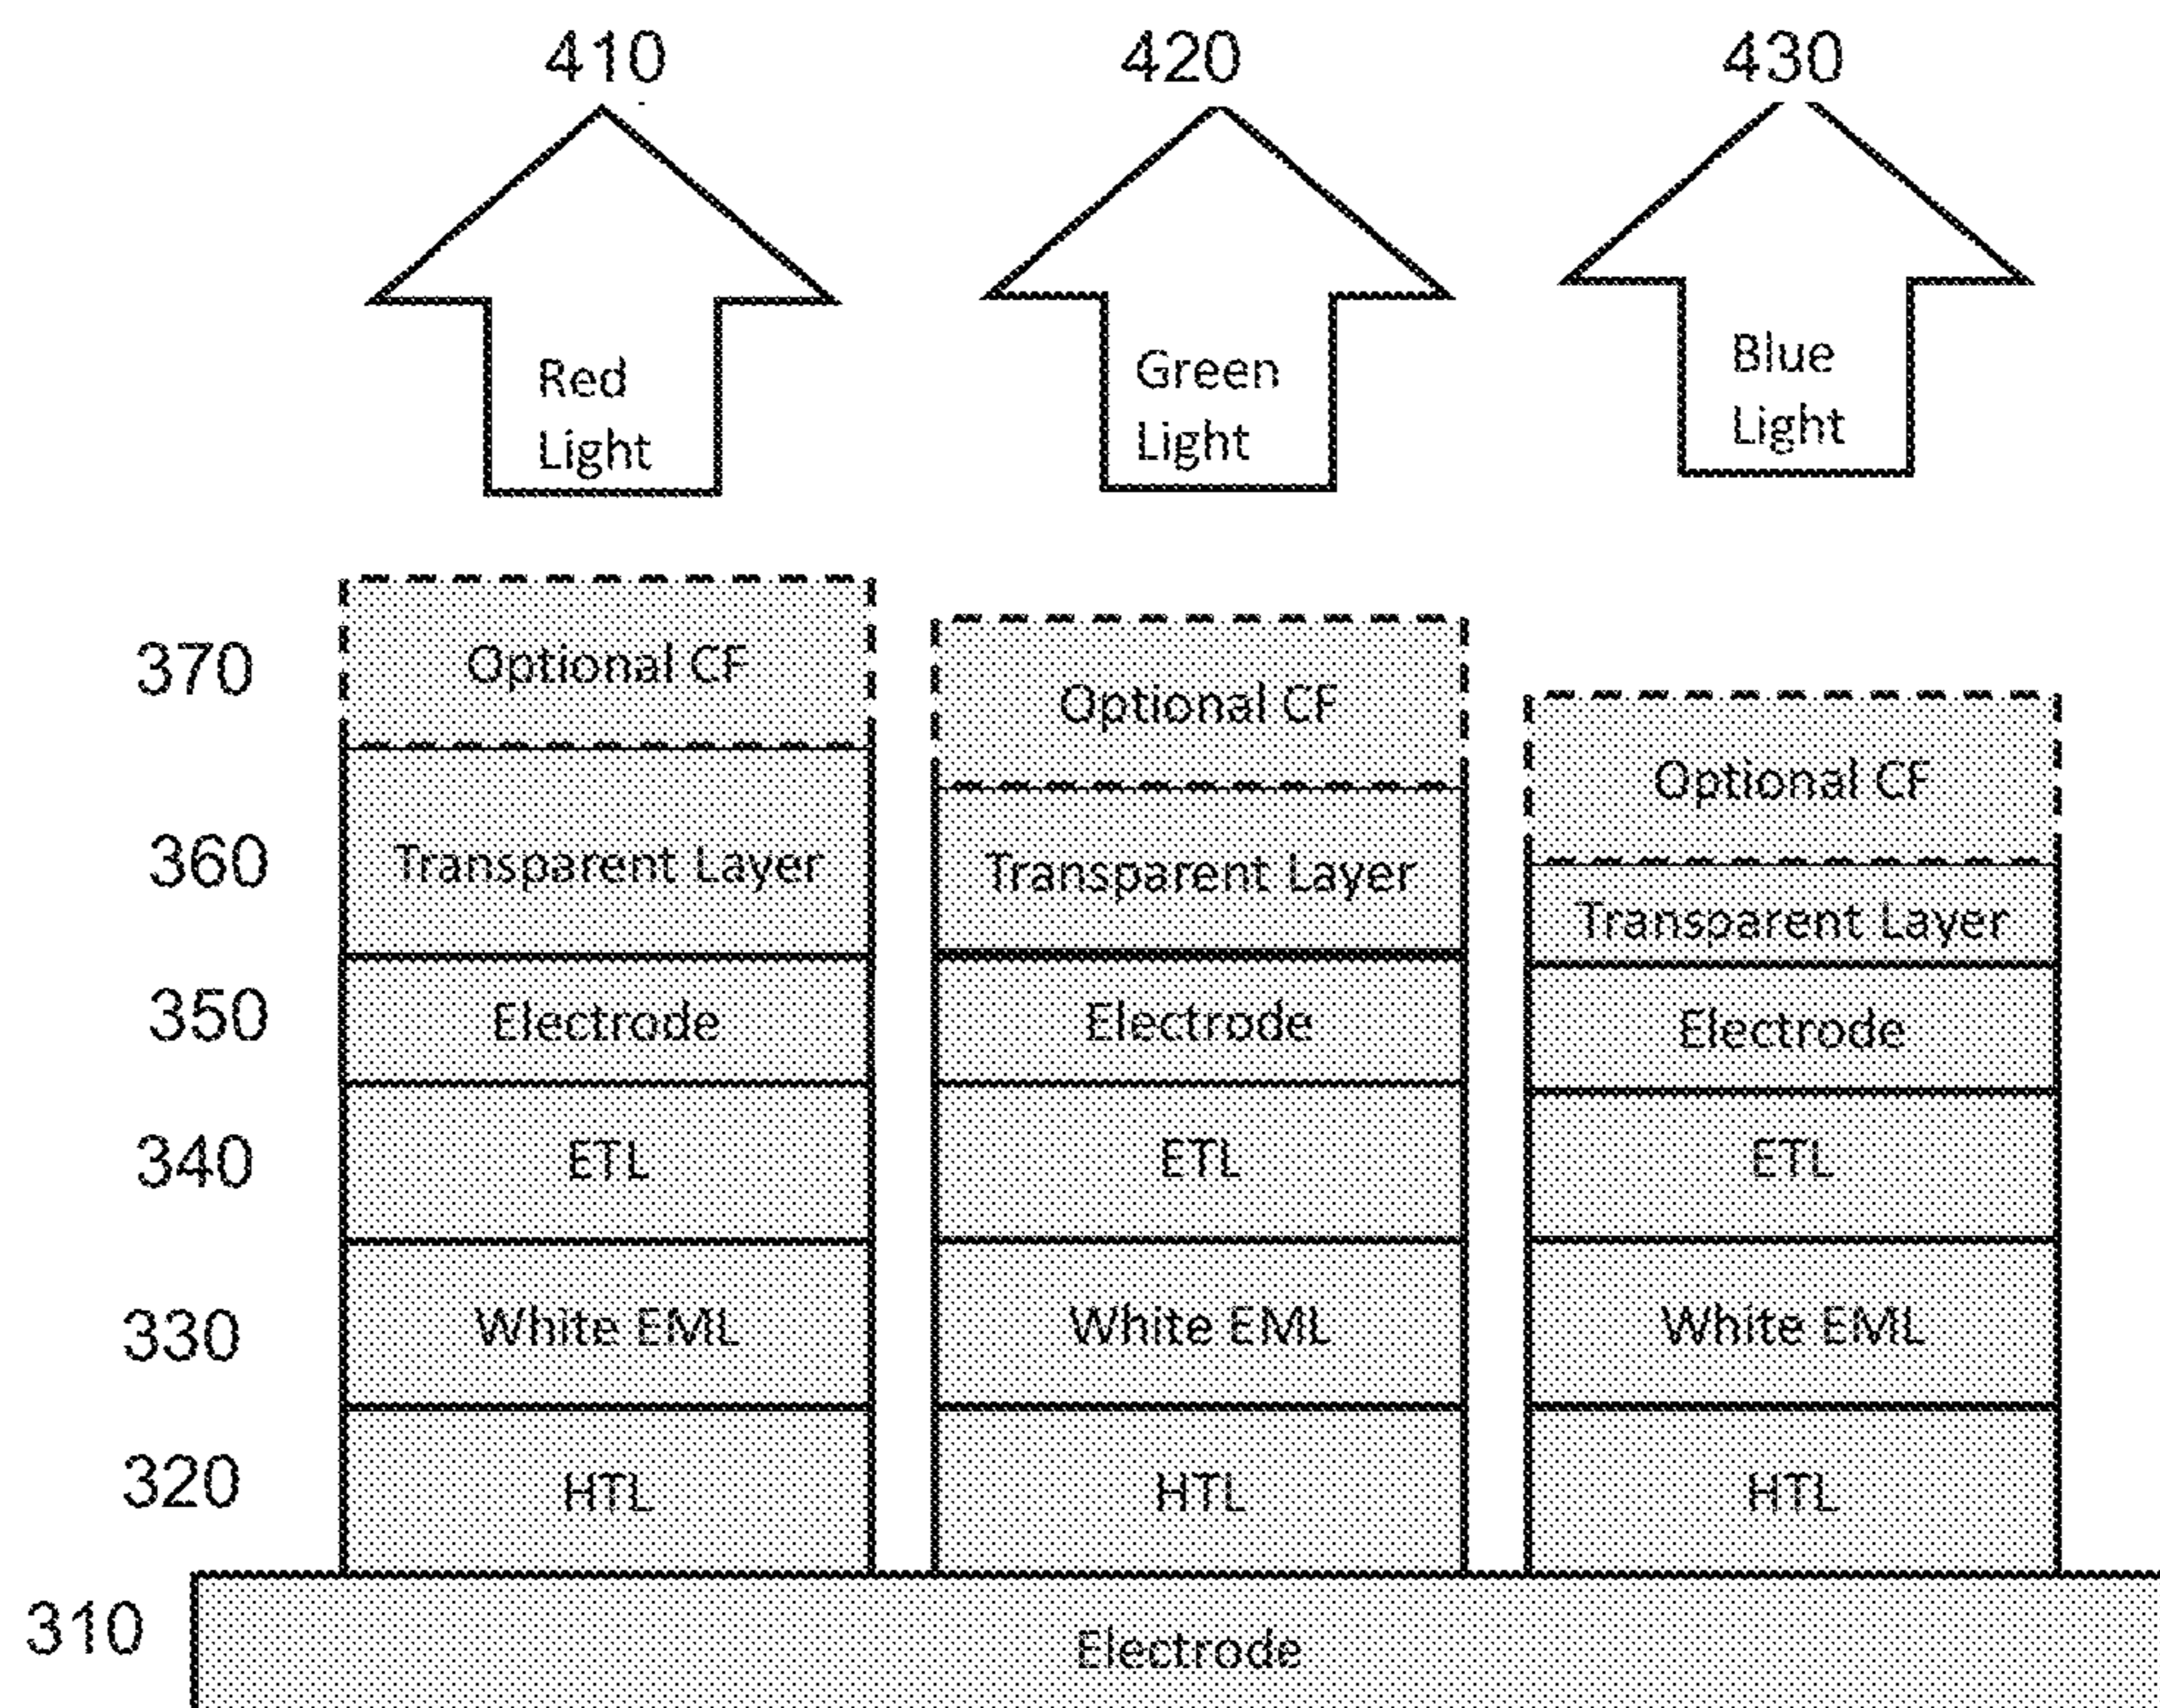 410 420 430
Red
Light
Green
Light
Blue
Light
370 Optional CF Optional CF Optional CF
360 Transparent Layer Transparent Layer Transparent Layer
350 Electrode Electrode Electrode
340 ETL ETL ETL
330 White EML White EML White EML
320 HTL HTL HTL
310 Electrode